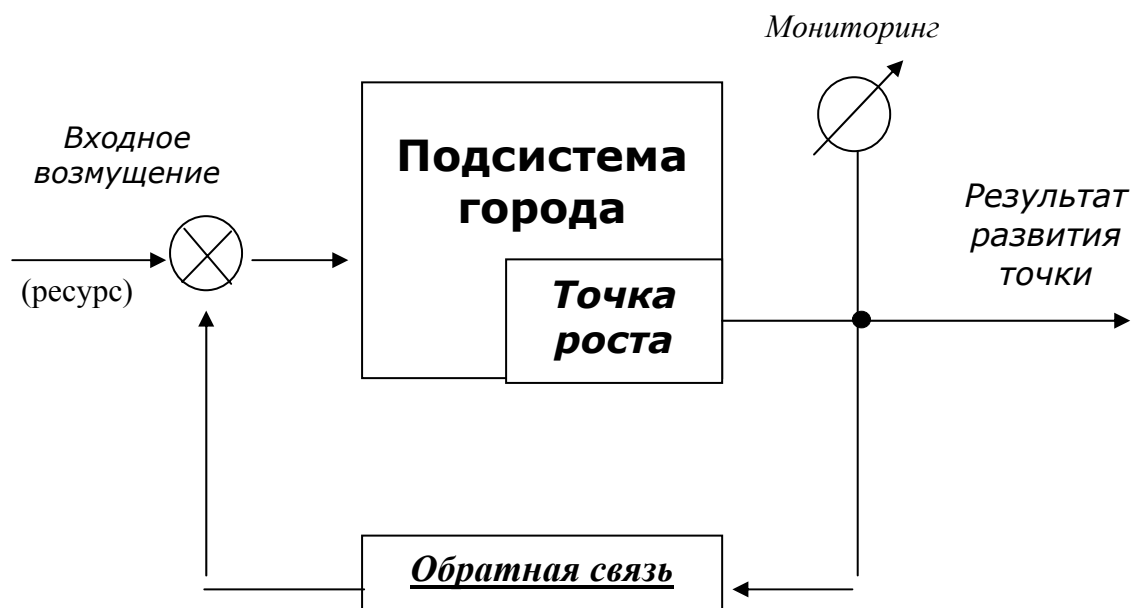 Мониторинг
Входное
возмущение
(ресурс)
Подсистема
города
Точка
роста
Результат
развития
точки
Обратная связь